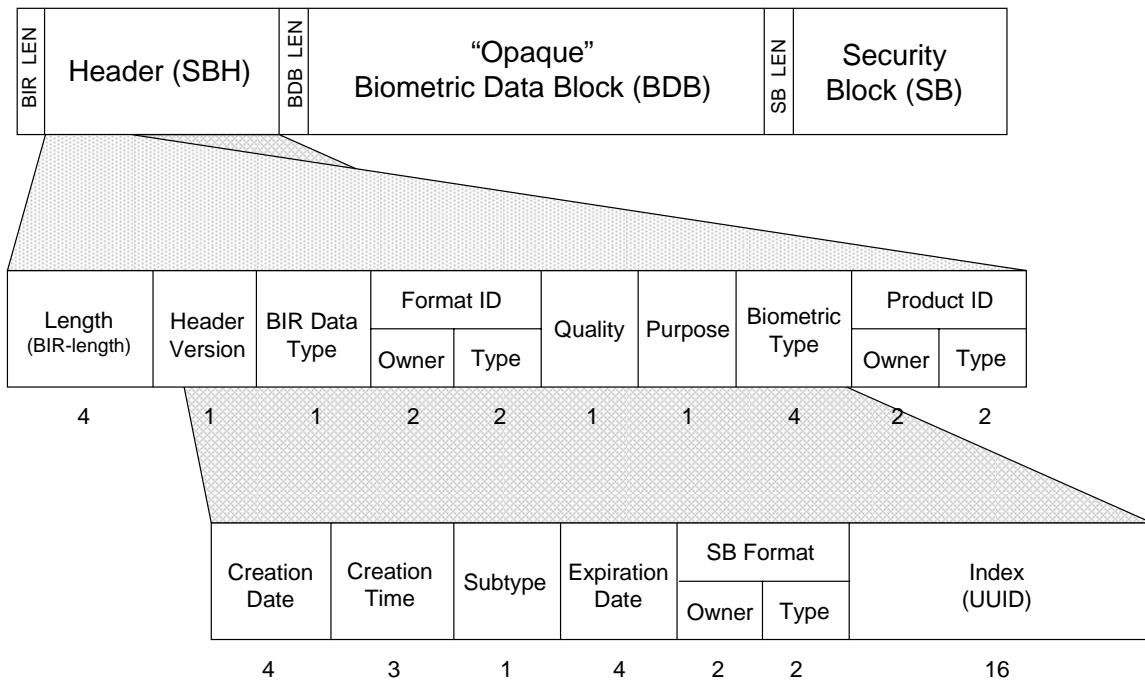 BIR LEN
Header (SBH)
BDB LEN
“Opaque”
Biometric Data Block (BDB)
SB LEN
Security
Block (SB)
Length
(BIR-length)
Header
Version
BIR Data
Type
Format ID
Owner
Type
Quality
Purpose
Biometric
Type
Product ID
Owner
Type
4
1
1
2
2
1
1
4
2
2
Creation
Date
Creation
Time
Subtype
Expiration
Date
SB Format
Owner
Type
Index
(UUID)
4
3
1
4
2
2
16